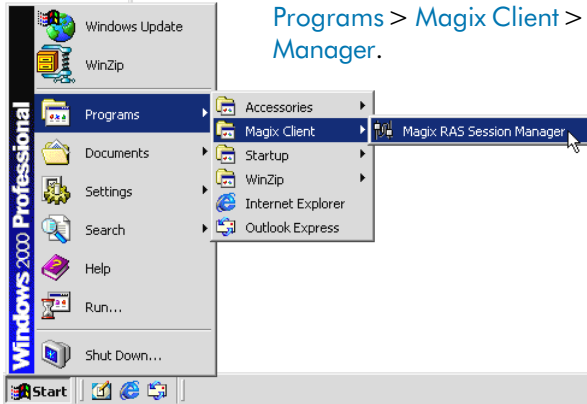 Programs > Magix Client >
Manager.
Windows Update
WinZip
Programs
Documents
Settings
Search
Help
Run...
Shut Down...
Accessories
Magix Client
Startup
WinZip
Internet Explorer
Outlook Express
Magix RAS Session Manager
Windows 2000 Professional
Start